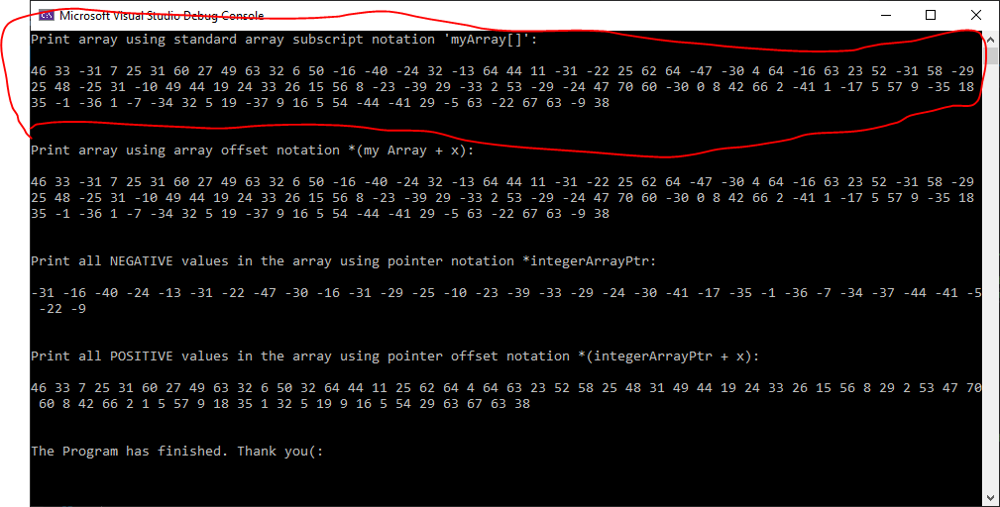 Microsoft Visual Studio Debug Console
Print array using standard array subscript notation 'myArray[]':
46 33 -31 7 25 31 60 27 49 63 32 6 50 -16 -40 -24 32 -13 64 44 11 -31 -22 25 62 64 -47 -30 4 64 -16 63 23 52 -31 58 -29
25 48 -25 31 -10 49 44 19 24 33 26 15 56 8 -23 -39 29 -33 2 53 -29 -24 47 70 60 -30 0 8 42 66 2 -41 1 -17 5 57 9 -35 18
35 -1 -36 1 -7 -34 32 5 19 -37 9 16 5 54 -44 -41 29 -5 63 -22 67 63 -9 38
Print array using array offset notation *(my Array + x):
46 33 -31 7 25 31 60 27 49 63 32 6 50 -16 -40 -24 32 -13 64 44 11 -31 -22 25 62 64 -47 -30 4 64 -16 63 23 52 -31 58 -29
25 48 -25 31 -10 49 44 19 24 33 26 15 56 8 -23 -39 29 -33 2 53 -29 -24 47 70 60 -30 0 8 42 66 2 -41 1 -17 5 57 9 -35 18
35 -1 -36 1 -7 -34 32 5 19 -37 9 16 5 54 -44 -41 29 -5 63 -22 67 63 -9 38
Print all NEGATIVE values in the array using pointer notation *integerArrayPtr:
-31 -16 -40 -24 -13 -31 -22 -47 -30 -16 -31 -29 -25 -10 -23 -39 -33 -29 -24 -30 -41 -17 -35 -1 -36 -7 -34 -37 -44 -41 -5
-22 -9
Print all POSITIVE values in the array using pointer offset notation *(integerArrayPtr + x):
46 33 7 25 31 60 27 49 63 32 6 50 32 64 44 11 25 62 64 4 64 63 23 52 58 25 48 31 49 44 19 24 33 26 15 56 8 29 2 53 47 70
60 8 42 66 2 1 5 57 9 18 35 1 32 5 19 9 16 5 54 29 63 67 63 38
The Program has finished. Thank you(: